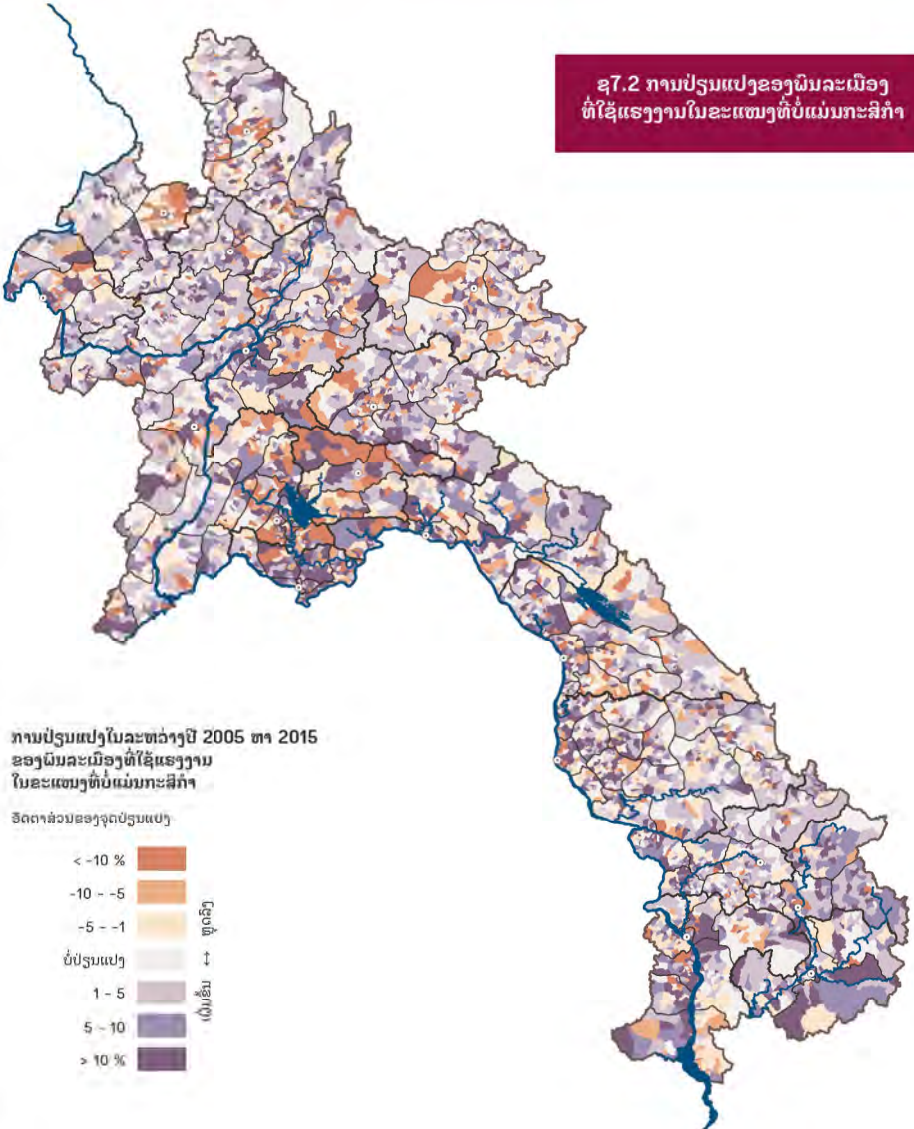 ຊ7.2 ການປ່ຽນແປງຂອງພົນລະເມືອງ
ທີ່ໃຊ້ແຮງງານໃນຂະແໜງທີ່ບໍ່ແມ່ນກະສິກຳ
ການປ່ຽນແປງໃນລະຫວ່າງປີ 2005 ຫາ 2015
ຂອງພົນລະເມືອງທີ່ໃຊ້ແຮງງານ
ໃນຂະແໜງທີ່ບໍ່ແມ່ນກະສິກຳ
ອັດຕາສ່ວນຂອງຈຸດປ່ຽນແປງ
< -10 %
-10 - -5
-5 - -1
ບໍ່ປ່ຽນແປງ
1 - 5
5 - 10
> 10 %
ຫຼຸດລົງ
↕
ເພີ່ມຂຶ້ນ